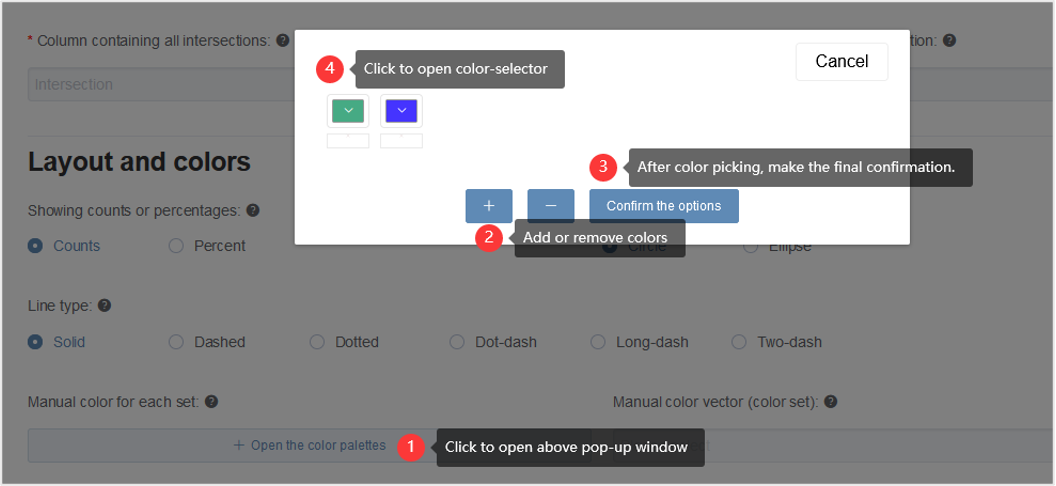 * Column containing all intersections: ?
tion: ?
Intersection
4 Click to open color-selector
Cancel
Layout and colors
3 After color picking, make the final confirmation.
Showing counts or percentages: ?
+
−
Confirm the options
2 Add or remove colors
Counts
Percent
Circle
Ellipse
Line type: ?
Solid
Dashed
Dotted
Dot-dash
Long-dash
Two-dash
Manual color for each set: ?
Manual color vector (color set): ?
+ Open the color palettes
1 Click to open above pop-up window